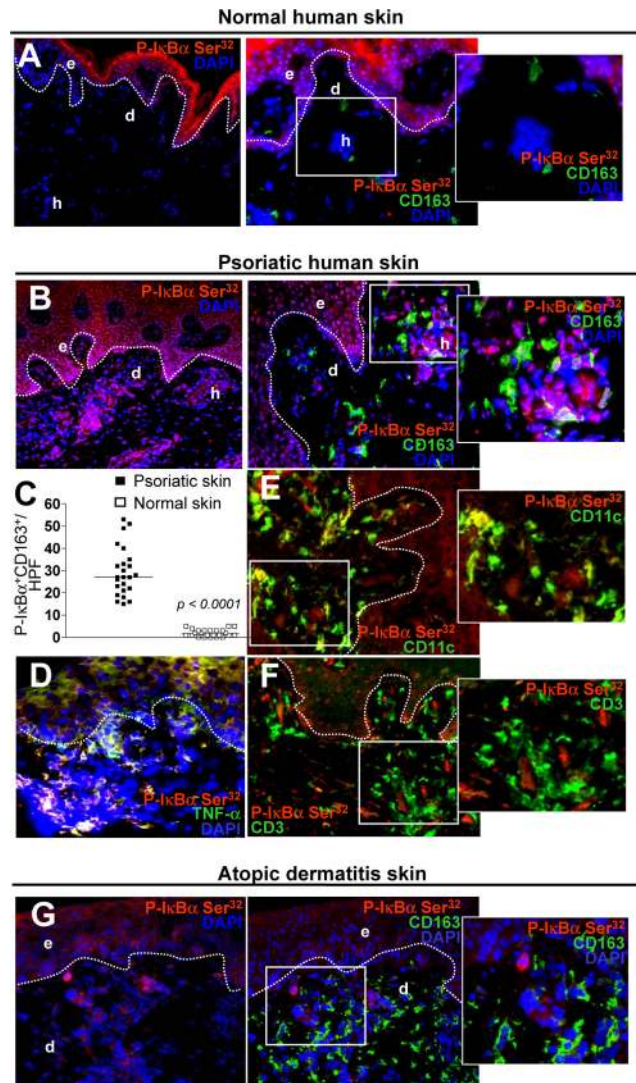 Normal human skin
A
P-IκBα Ser³²
DAPI
e
d
h
e
d
h
P-IκBα Ser³²
CD163
DAPI
P-IκBα Ser³²
CD163
DAPI
Psoriatic human skin
B
P-IκBα Ser³²
DAPI
e
d
h
e
d
h
P-IκBα Ser³²
CD163
DAPI
P-IκBα Ser³²
CD163
DAPI
C
■ Psoriatic skin
□ Normal skin
P-IκBα⁺CD163⁺/
HPF
60
50
40
30
20
10
0
p < 0.0001
E
P-IκBα Ser³²
CD11c
P-IκBα Ser³²
CD11c
D
P-IκBα Ser³²
TNF-α
DAPI
F
P-IκBα Ser³²
CD3
P-IκBα Ser³²
CD3
Atopic dermatitis skin
G
P-IκBα Ser³²
DAPI
e
d
P-IκBα Ser³²
CD163
DAPI
e
d
P-IκBα Ser³²
CD163
DAPI